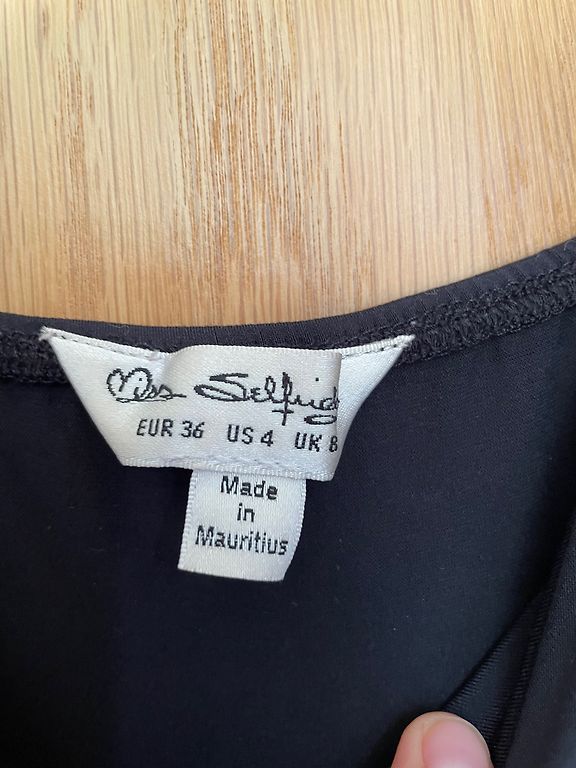 Miss Selfridg
EUR 36 US 4 UK 8
Made
in
Mauritius